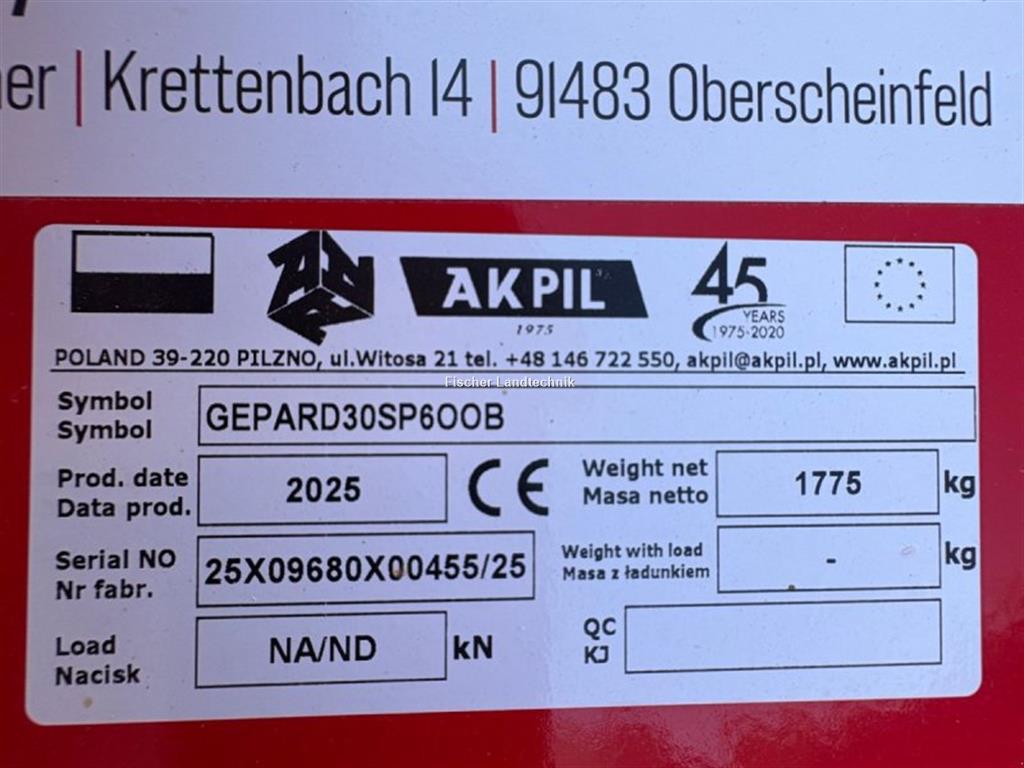 er | Krettenbach 14 | 91483 Oberscheinfeld
AKPIL
1975
45
YEARS
1975-2020
POLAND 39-220 PILZNO, ul.Witosa 21 tel. +48 146 722 550, akpil@akpil.pl, www.akpil.pl
Fischer Landtechnik
Symbol
Symbol
GEPARD30SP600B
Prod. date
Data prod.
2025
CE
Weight net
Masa netto
1775
kg
Serial NO
Nr fabr.
25X09680X00455/25
Weight with load
Masa z ładunkiem
-
kg
Load
Nacisk
NA/ND
kN
QC
KJ